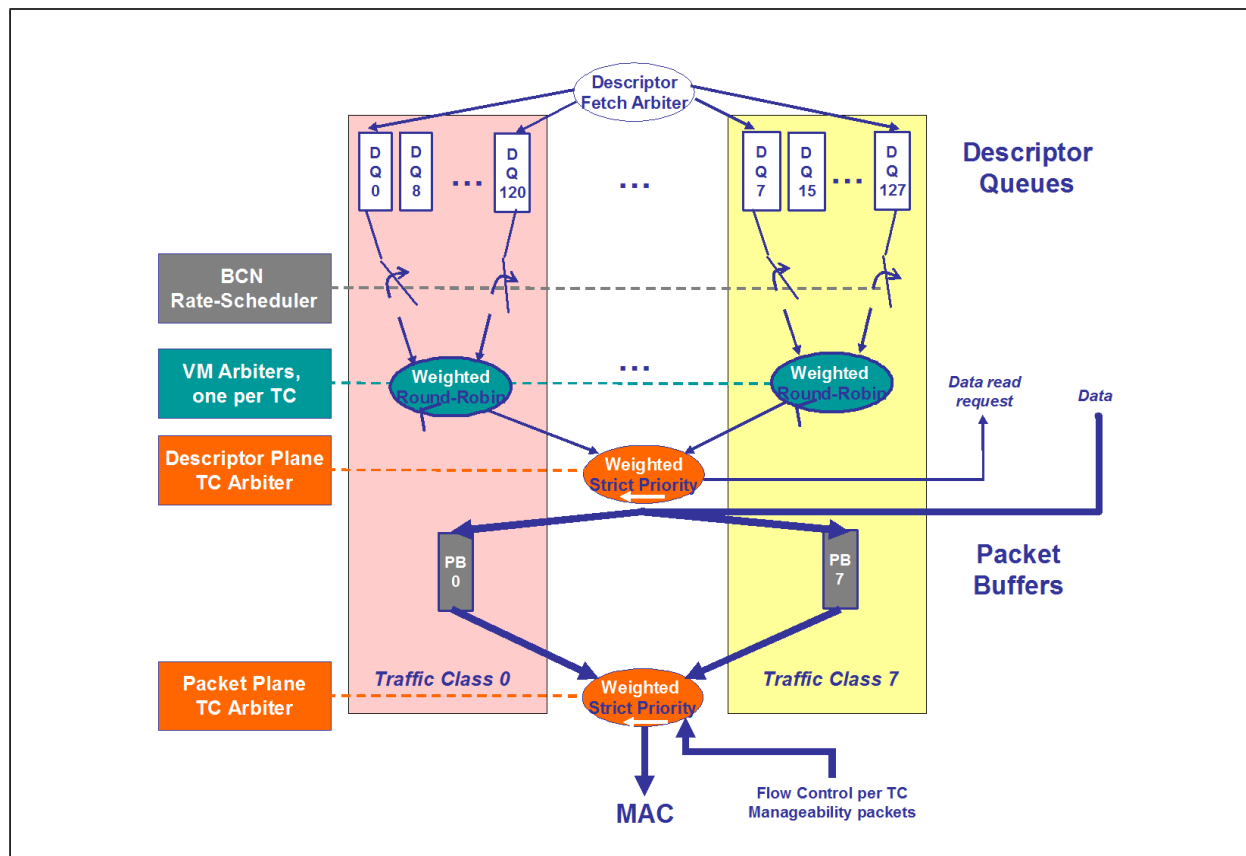 Descriptor
Fetch Arbiter
D
Q
0
D
Q
8
...
D
Q
120
...
D
Q
7
D
Q
15
...
D
Q
127
Descriptor
Queues
BCN
Rate-Scheduler
VM Arbiters,
one per TC
Weighted
Round-Robin
...
Weighted
Round-Robin
Data read
request
Data
Descriptor Plane
TC Arbiter
Weighted
Strict Priority
PB
0
PB
7
Packet
Buffers
Traffic Class 0
Traffic Class 7
Packet Plane
TC Arbiter
Weighted
Strict Priority
MAC
Flow Control per TC
Manageability packets